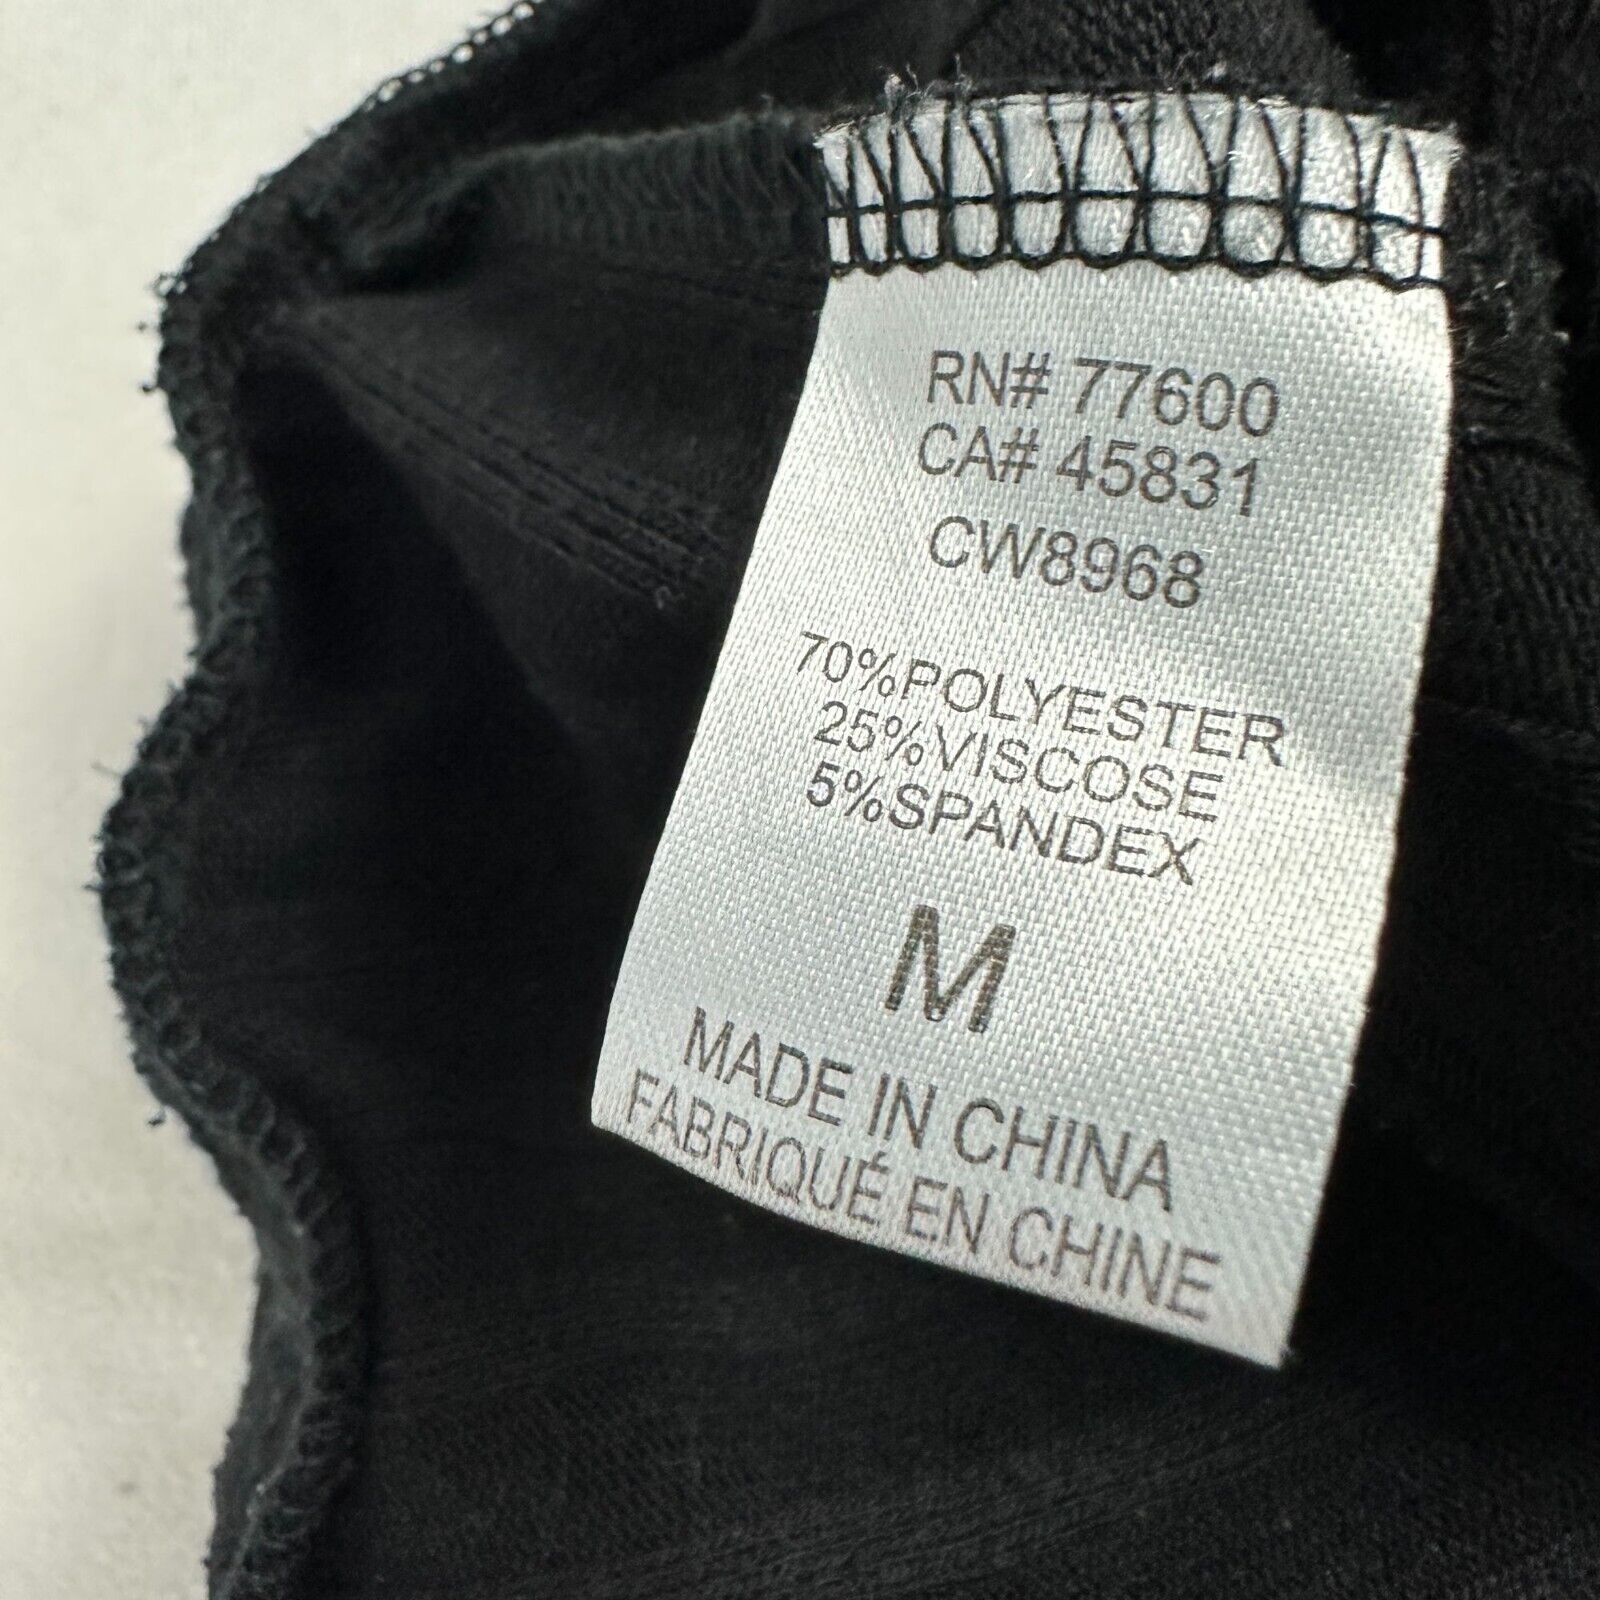 RN# 77600
CA# 45831
CW8968
70%POLYESTER
25%VISCOSE
5%SPANDEX
M
MADE IN CHINA
FABRIQUÉ EN CHINE